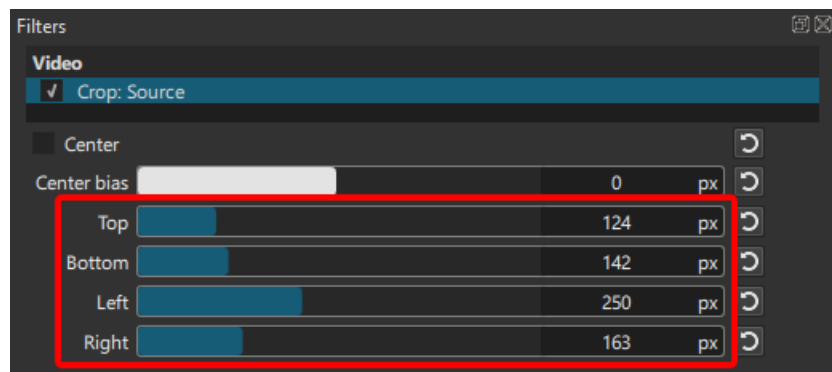 Filters
Video
Crop: Source
Center
Center bias 0 px
Top 124 px
Bottom 142 px
Left 250 px
Right 163 px